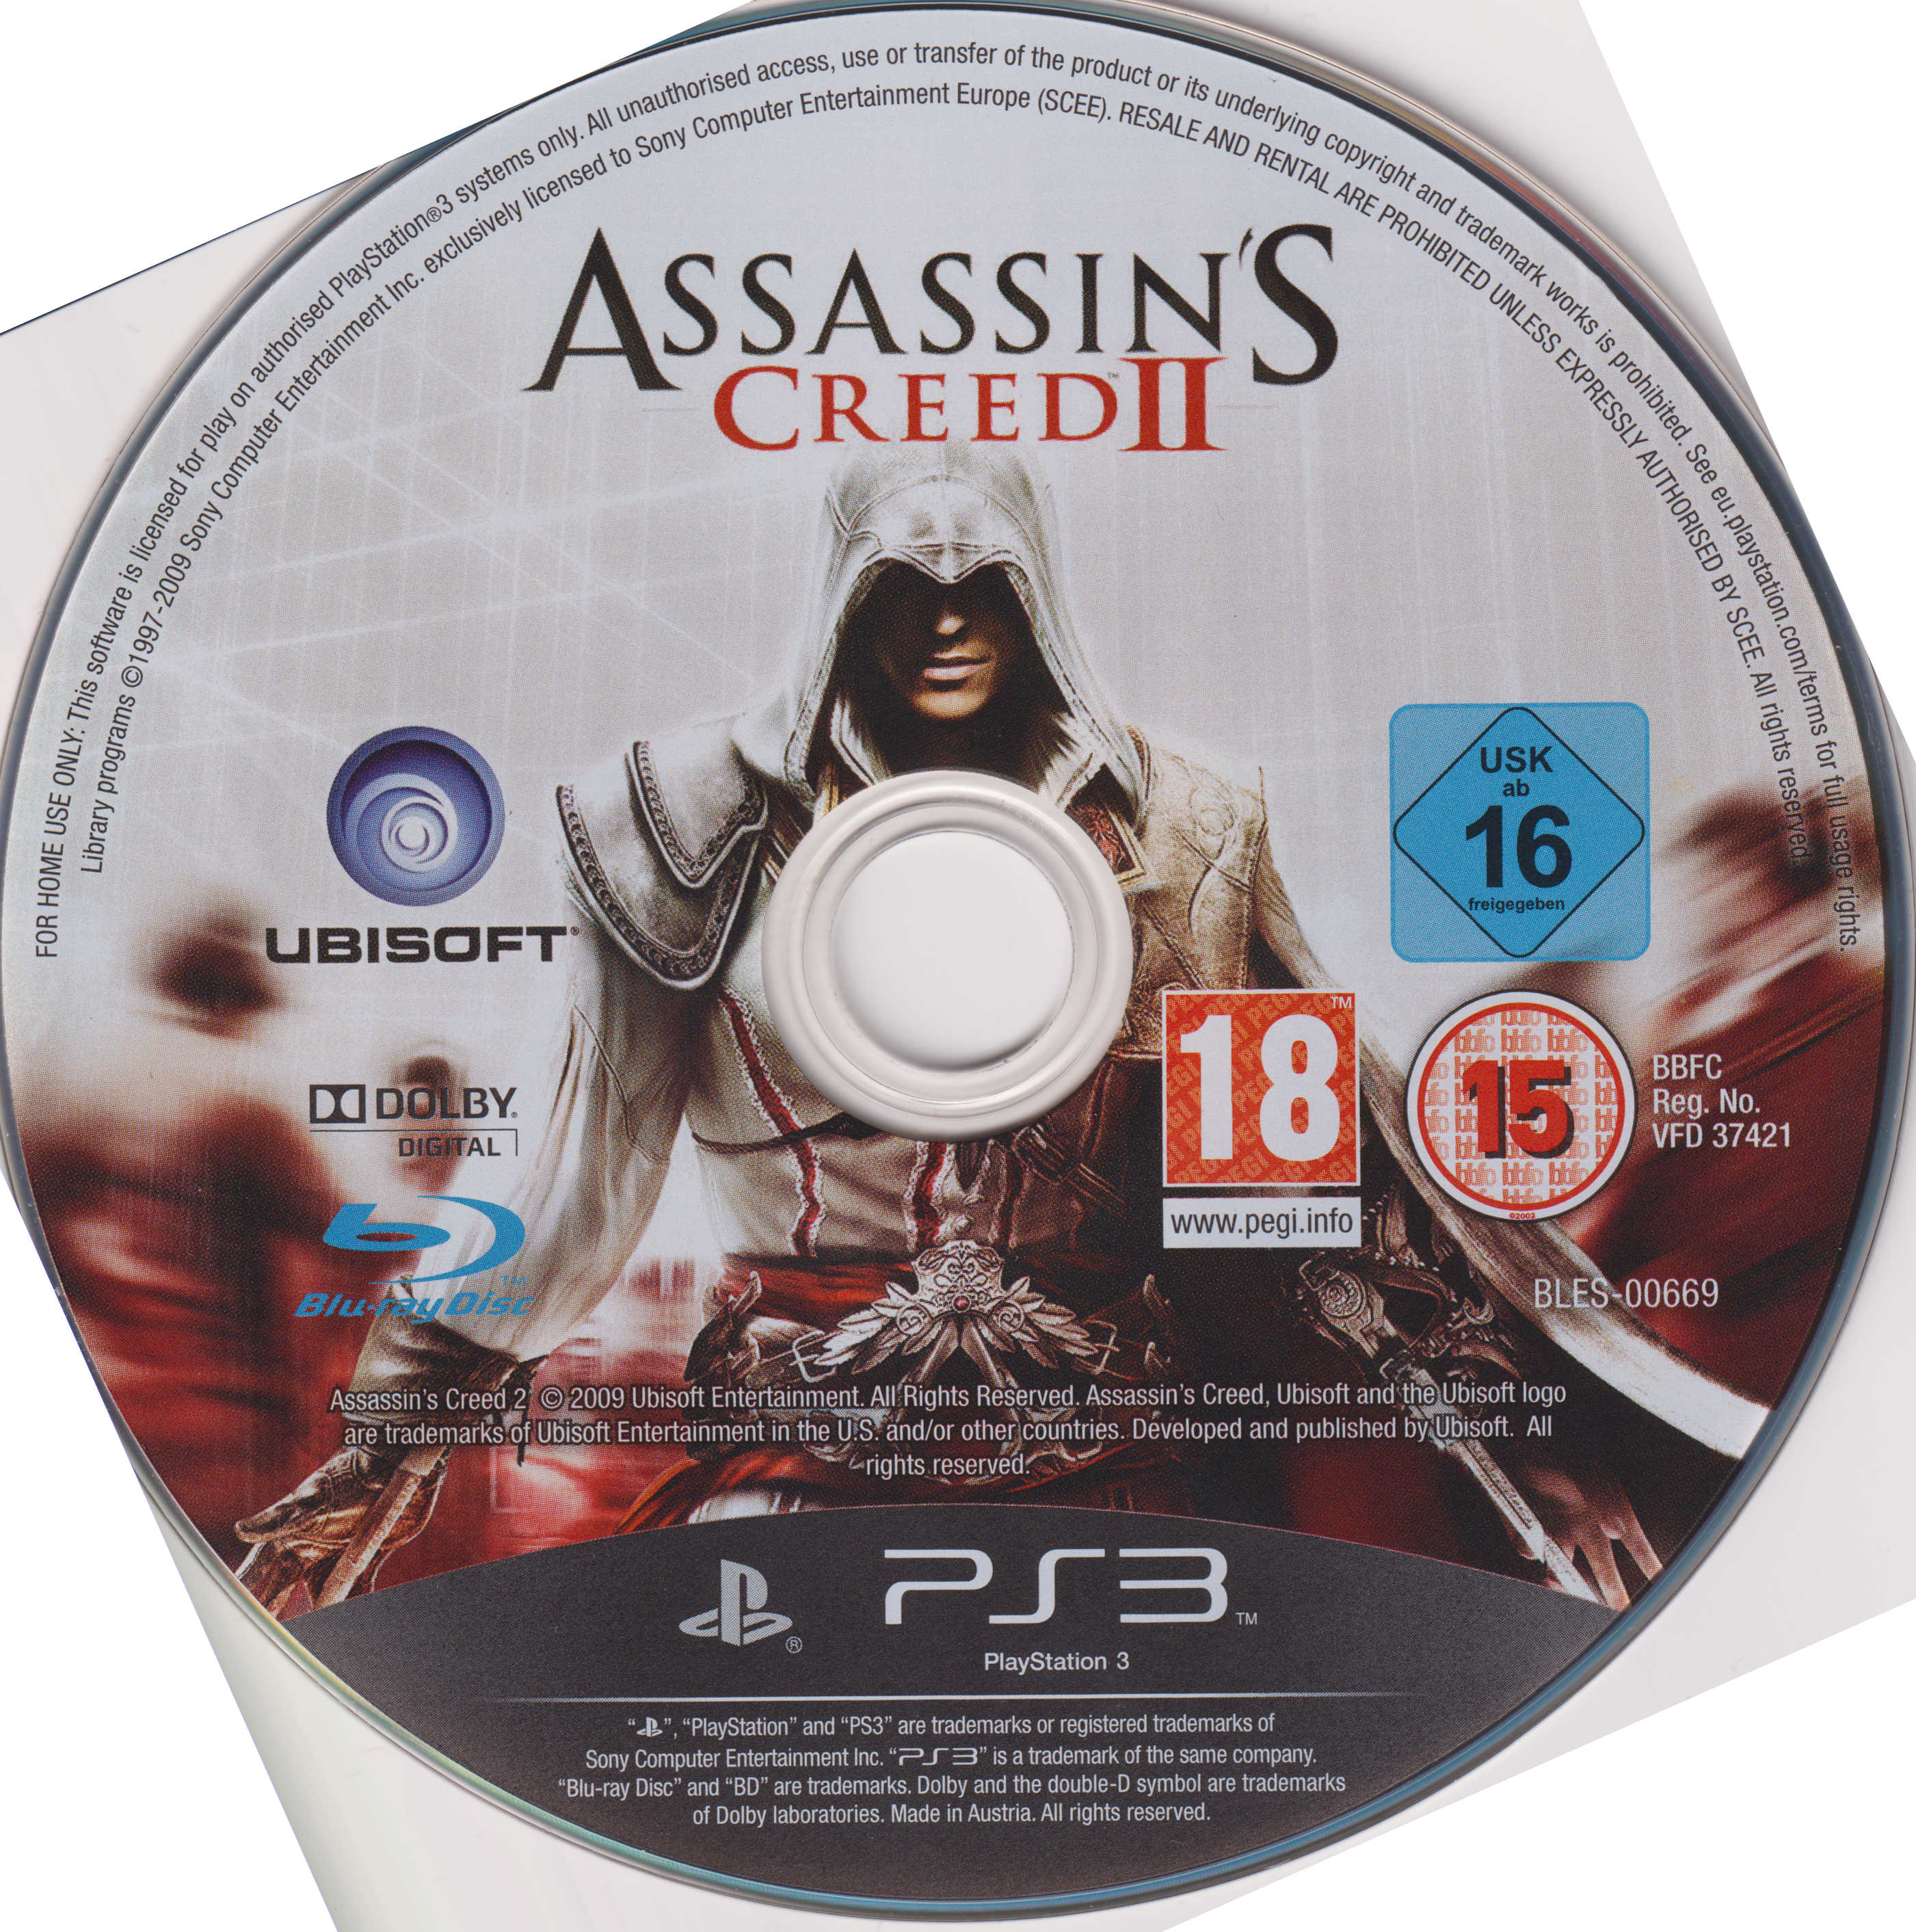 FOR HOME USE ONLY: This software is licensed for play on authorised PlayStation®3 systems only. All unauthorised access, use or transfer of the product or its underlying copyright and trademark works is prohibited. See eu.playstation.com/terms for full usage rights.
Library programs ©1997-2009 Sony Computer Entertainment Inc. exclusively licensed to Sony Computer Entertainment Europe (SCEE). RESALE AND RENTAL ARE PROHIBITED UNLESS EXPRESSLY AUTHORISED BY SCEE. All rights reserved.
ASSASSIN'S
CREED™ II
USK
ab
16
freigegeben
UBISOFT®
PEGI
18™
www.pegi.info
bbfc
15
©2002
BBFC
Reg. No.
VFD 37421
DOLBY®
DIGITAL
Blu-ray Disc™
BLES-00669
Assassin's Creed 2 © 2009 Ubisoft Entertainment. All Rights Reserved. Assassin's Creed, Ubisoft and the Ubisoft logo
are trademarks of Ubisoft Entertainment in the U.S. and/or other countries. Developed and published by Ubisoft. All
rights reserved.
® PS3™
PlayStation 3
“ ”, “PlayStation” and “PS3” are trademarks or registered trademarks of
Sony Computer Entertainment Inc. “PS3” is a trademark of the same company.
“Blu-ray Disc” and “BD” are trademarks. Dolby and the double-D symbol are trademarks
of Dolby laboratories. Made in Austria. All rights reserved.